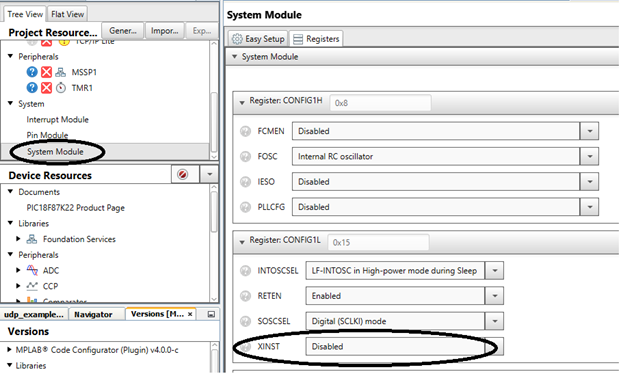 Tree View Flat View
Project Resource... Gener... Impor... Exp...
TCP/IP Lite
Peripherals
MSSP1
TMR1
System
Interrupt Module
Pin Module
System Module
Device Resources
Documents
PIC18F87K22 Product Page
Libraries
Foundation Services
Peripherals
ADC
CCP
Comparator
udp_example... Navigator Versions [M... ×
Versions
MPLAB® Code Configurator (Plugin) v4.0.0-c
Microchip Libraries
System Module
Easy Setup Registers
System Module
Register: CONFIG1H 0x8
FCMEN Disabled
FOSC Internal RC oscillator
IESO Disabled
PLLCFG Disabled
Register: CONFIG1L 0x15
INTOSCSEL LF-INTOSC in High-power mode during Sleep
RETEN Enabled
SOSCSEL Digital (SCLKI) mode
XINST Disabled